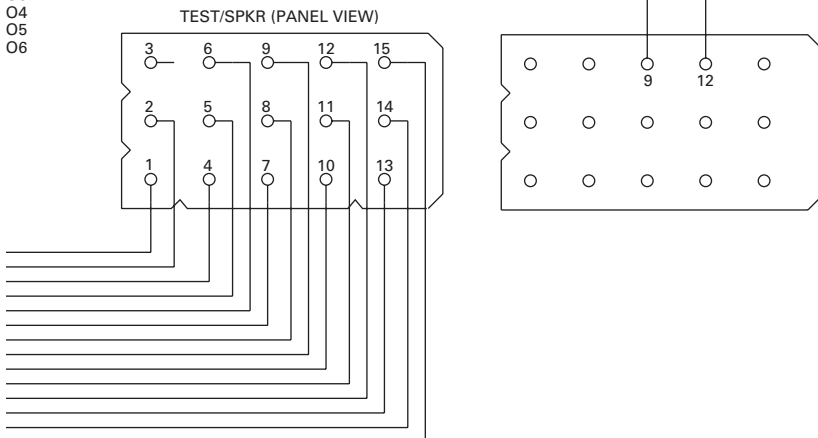 O4
O5
O6
TEST/SPKR (PANEL VIEW)
3 6 9 12 15
2 5 8 11 14
1 4 7 10 13
9 12